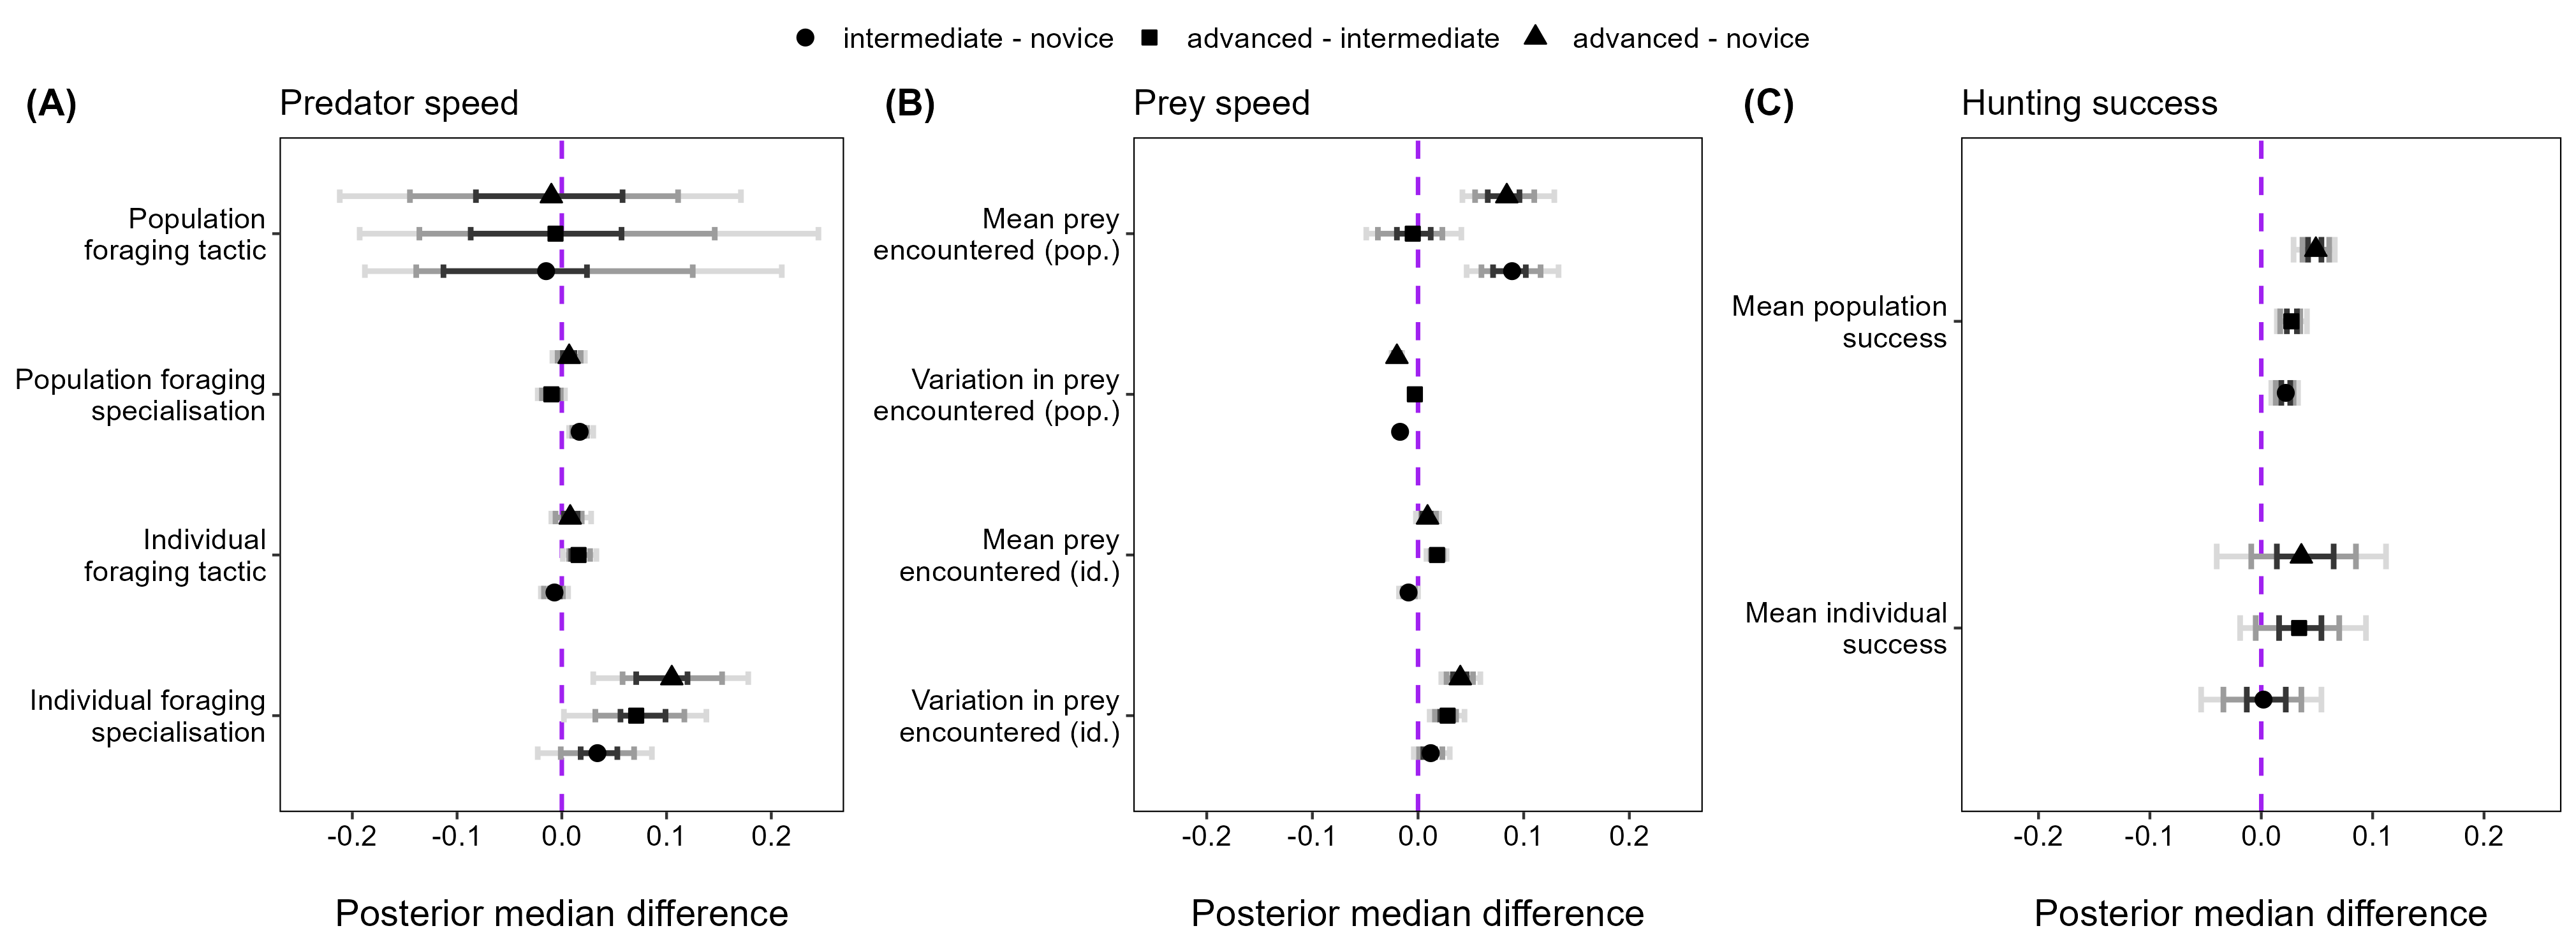 intermediate - novice advanced - intermediate advanced - novice
(A) Predator speed
Population
foraging tactic
Population foraging
specialisation
Individual
foraging tactic
Individual foraging
specialisation
-0.2 -0.1 0.0 0.1 0.2
Posterior median difference
(B) Prey speed
Mean prey
encountered (pop.)
Variation in prey
encountered (pop.)
Mean prey
encountered (id.)
Variation in prey
encountered (id.)
-0.2 -0.1 0.0 0.1 0.2
Posterior median difference
(C) Hunting success
Mean population
success
Mean individual
success
-0.2 -0.1 0.0 0.1 0.2
Posterior median difference